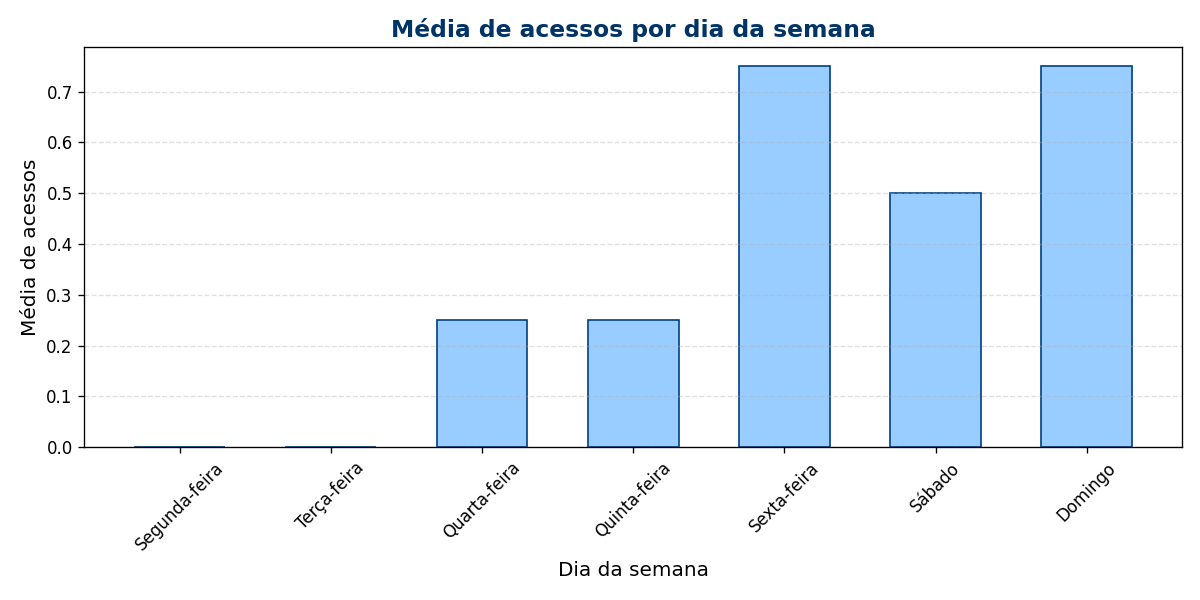 Média de acessos por dia da semana
Média de acessos
0.7
0.6
0.5
0.4
0.3
0.2
0.1
0.0
Segunda-feira
Terça-feira
Quarta-feira
Quinta-feira
Sexta-feira
Sábado
Domingo
Dia da semana